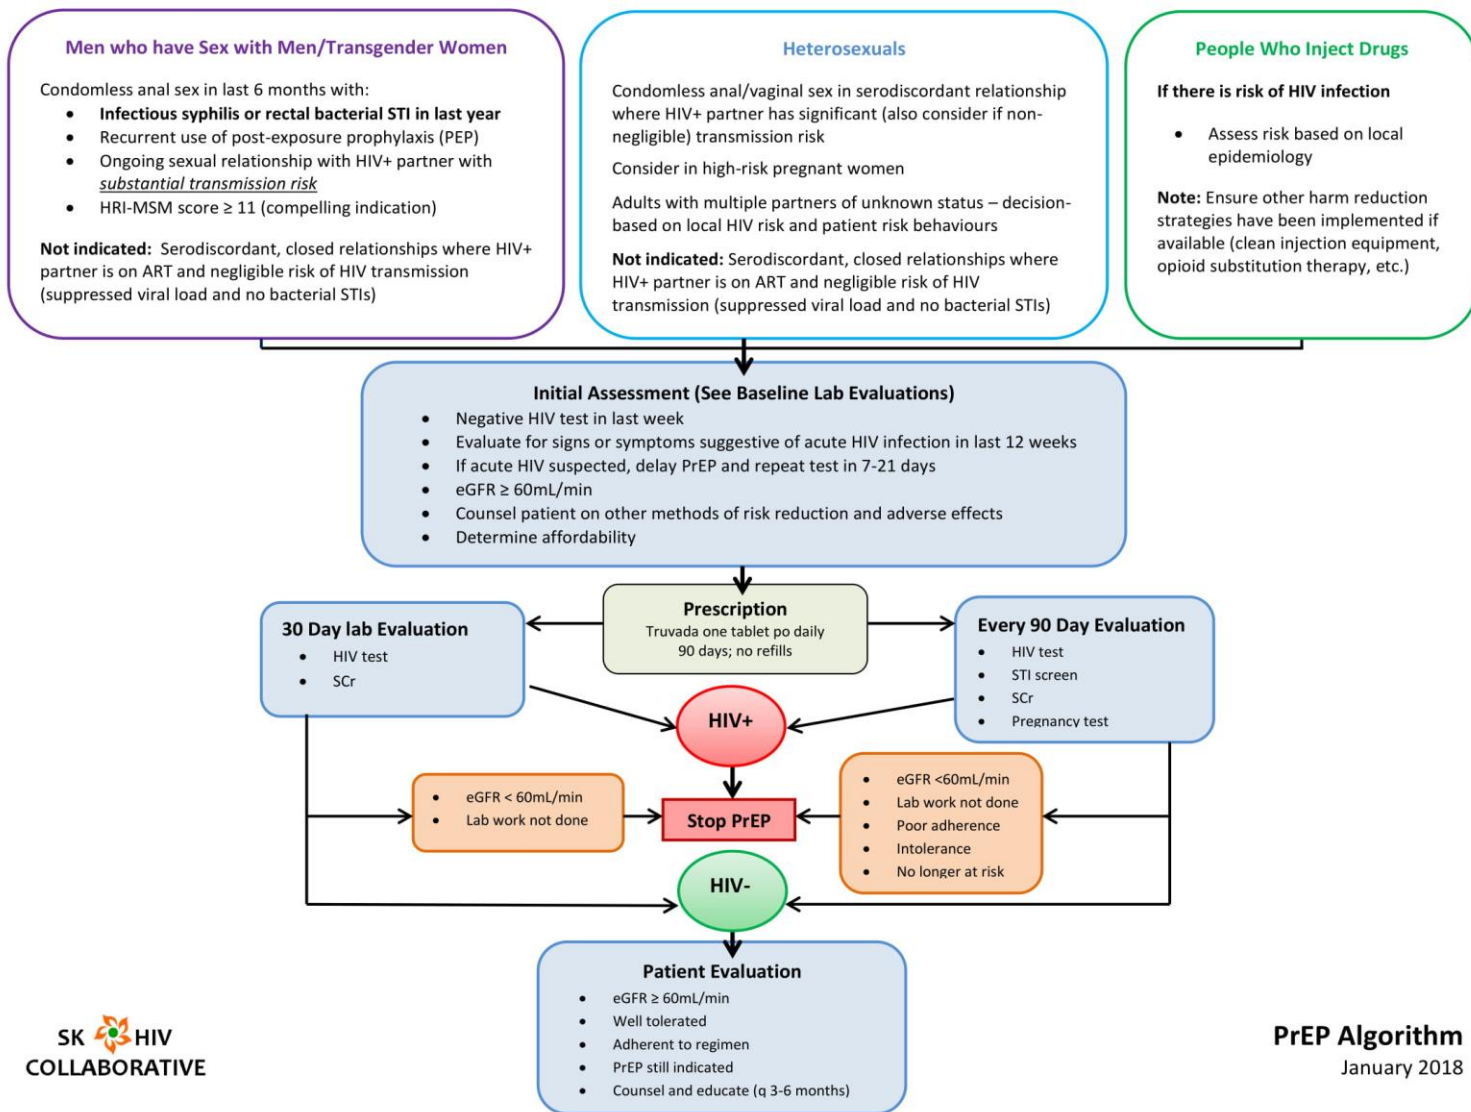 Men who have Sex with Men/Transgender Women
Condomless anal sex in last 6 months with:
• Infectious syphilis or rectal bacterial STI in last year
• Recurrent use of post-exposure prophylaxis (PEP)
• Ongoing sexual relationship with HIV+ partner with
substantial transmission risk
• HRI-MSM score ≥ 11 (compelling indication)
Not indicated: Serodiscordant, closed relationships where HIV+
partner is on ART and negligible risk of HIV transmission
(suppressed viral load and no bacterial STIs)
Heterosexuals
Condomless anal/vaginal sex in serodiscordant relationship
where HIV+ partner has significant (also consider if non-
negligible) transmission risk
Consider in high-risk pregnant women
Adults with multiple partners of unknown status – decision-
based on local HIV risk and patient risk behaviours
Not indicated: Serodiscordant, closed relationships where
HIV+ partner is on ART and negligible risk of HIV
transmission (suppressed viral load and no bacterial STIs)
People Who Inject Drugs
If there is risk of HIV infection
• Assess risk based on local
epidemiology
Note: Ensure other harm reduction
strategies have been implemented if
available (clean injection equipment,
opioid substitution therapy, etc.)
Initial Assessment (See Baseline Lab Evaluations)
• Negative HIV test in last week
• Evaluate for signs or symptoms suggestive of acute HIV infection in last 12 weeks
• If acute HIV suspected, delay PrEP and repeat test in 7-21 days
• eGFR ≥ 60mL/min
• Counsel patient on other methods of risk reduction and adverse effects
• Determine affordability
Prescription
Truvada one tablet po daily
90 days; no refills
30 Day lab Evaluation
• HIV test
• SCr
Every 90 Day Evaluation
• HIV test
• STI screen
• SCr
• Pregnancy test
HIV+
• eGFR < 60mL/min
• Lab work not done
Stop PrEP
• eGFR <60mL/min
• Lab work not done
• Poor adherence
• Intolerance
• No longer at risk
HIV-
Patient Evaluation
• eGFR ≥ 60mL/min
• Well tolerated
• Adherent to regimen
• PrEP still indicated
• Counsel and educate (q 3-6 months)
SK HIV
COLLABORATIVE
PrEP Algorithm
January 2018